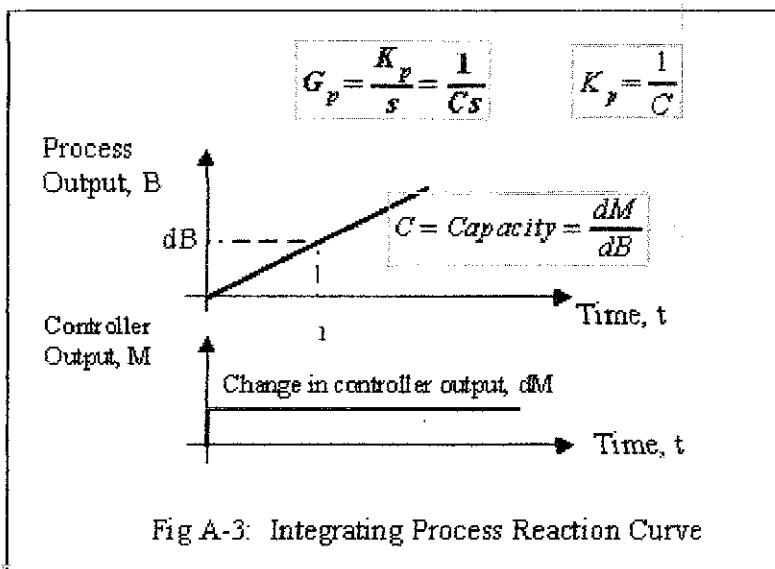 G_p = K_p/s = 1/Cs
K_p = 1/C
Process
Output, B
dB
C = Capacity = dM/dB
Time, t
1
Controller
Output, M
Change in controller output, dM
Time, t
Fig A-3: Integrating Process Reaction Curve